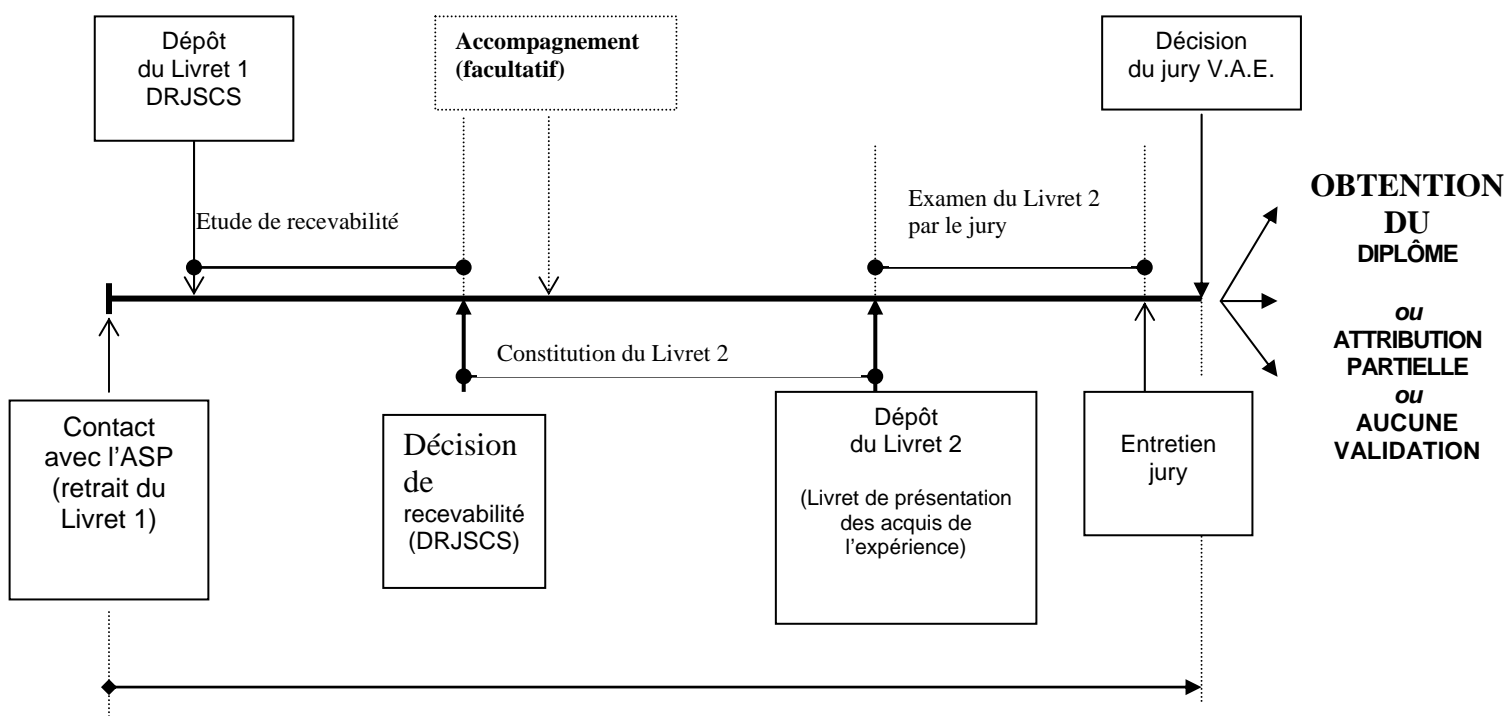 Dépôt
du Livret 1
DRJSCS
Accompagnement
(facultatif)
Décision
du jury V.A.E.
Etude de recevabilité
Examen du Livret 2
par le jury
OBTENTION
DU
DIPLÔME
ou
ATTRIBUTION
PARTIELLE
ou
AUCUNE
VALIDATION
Constitution du Livret 2
Contact
avec l'ASP
(retrait du
Livret 1)
Décision
de
recevabilité
(DRJSCS)
Dépôt
du Livret 2
(Livret de présentation
des acquis de
l'expérience)
Entretien
jury